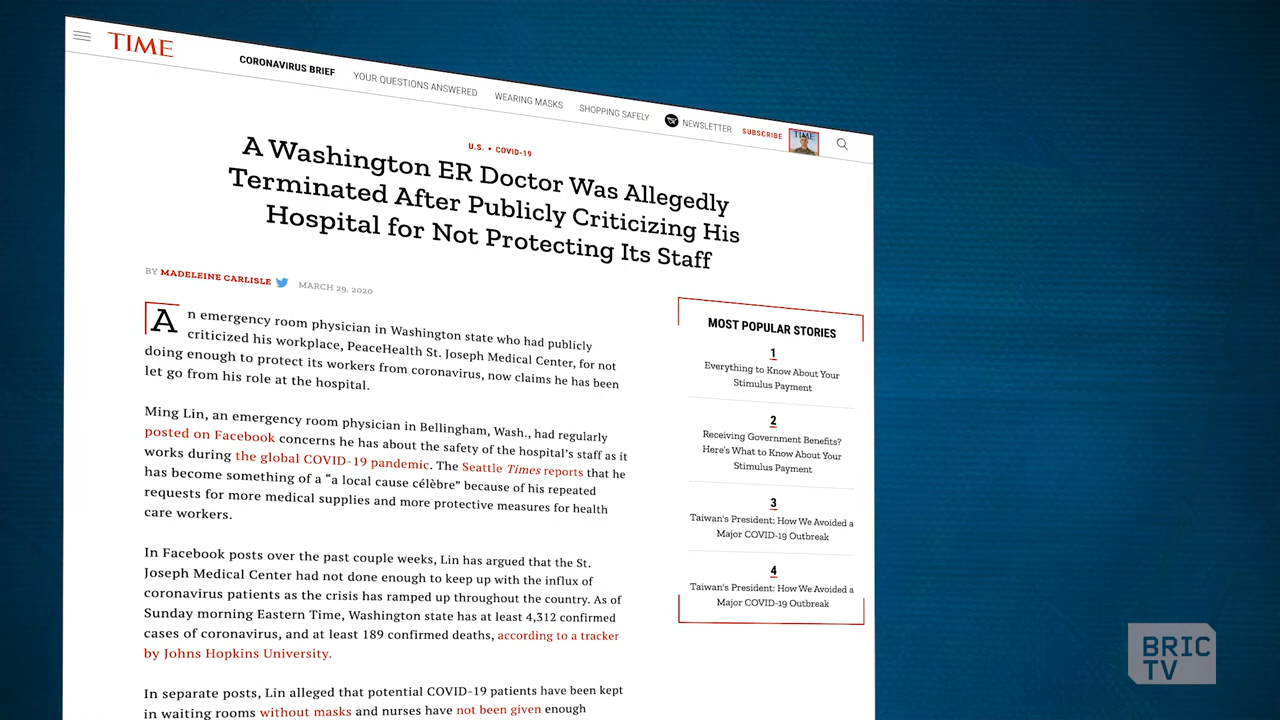 TIME
CORONAVIRUS BRIEF YOUR QUESTIONS ANSWERED WEARING MASKS SHOPPING SAFELY NEWSLETTER SUBSCRIBE TIME
U.S. • COVID-19
A Washington ER Doctor Was Allegedly
Terminated After Publicly Criticizing His
Hospital for Not Protecting Its Staff
BY MADELEINE CARLISLE MARCH 29, 2020
An emergency room physician in Washington state who had publicly
criticized his workplace, PeaceHealth St. Joseph Medical Center, for not
doing enough to protect its workers from coronavirus, now claims he has been
let go from his role at the hospital.
Ming Lin, an emergency room physician in Bellingham, Wash., had regularly
posted on Facebook concerns he has about the safety of the hospital's staff as it
works during the global COVID-19 pandemic. The Seattle Times reports that he
has become something of a “a local cause célèbre” because of his repeated
requests for more medical supplies and more protective measures for health
care workers.
In Facebook posts over the past couple weeks, Lin has argued that the St.
Joseph Medical Center had not done enough to keep up with the influx of
coronavirus patients as the crisis has ramped up throughout the country. As of
Sunday morning Eastern Time, Washington state has at least 4,312 confirmed
cases of coronavirus, and at least 189 confirmed deaths, according to a tracker
by Johns Hopkins University.
In separate posts, Lin alleged that potential COVID-19 patients have been kept
in waiting rooms without masks and nurses have not been given enough
MOST POPULAR STORIES
1
Everything to Know About Your
Stimulus Payment
2
Receiving Government Benefits?
Here's What to Know About Your
Stimulus Payment
3
Taiwan's President: How We Avoided a
Major COVID-19 Outbreak
4
Taiwan's President: How We Avoided a
Major COVID-19 Outbreak
BRIC
TV